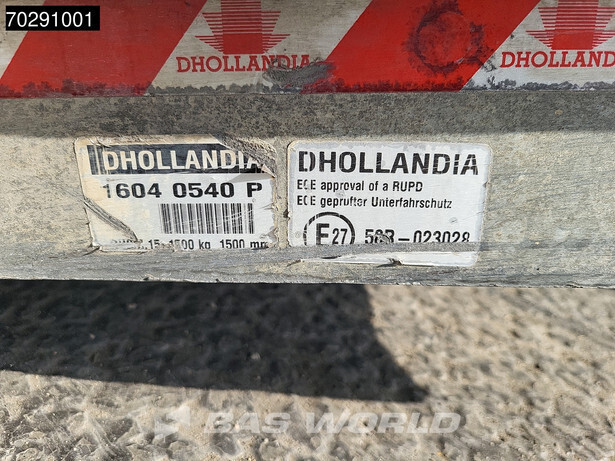 70291001
DHOLLANDIA
DHOLLANDIA
DHOLLANDIA
1604 0540 P
1500 kg 1500 mm
DHOLLANDIA
ECE approval of a RUPD
ECE geprüfter Unterfahrschutz
E27 58R-023028
BAS WORLD